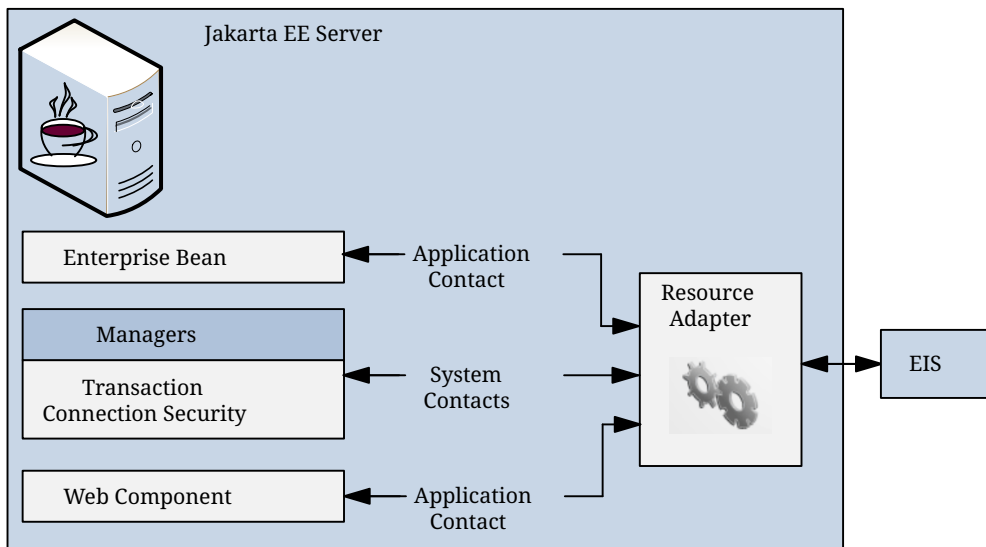 Jakarta EE Server
Enterprise Bean
Application
Contact
Resource
Adapter
Managers
Transaction
Connection Security
System
Contacts
EIS
Web Component
Application
Contact